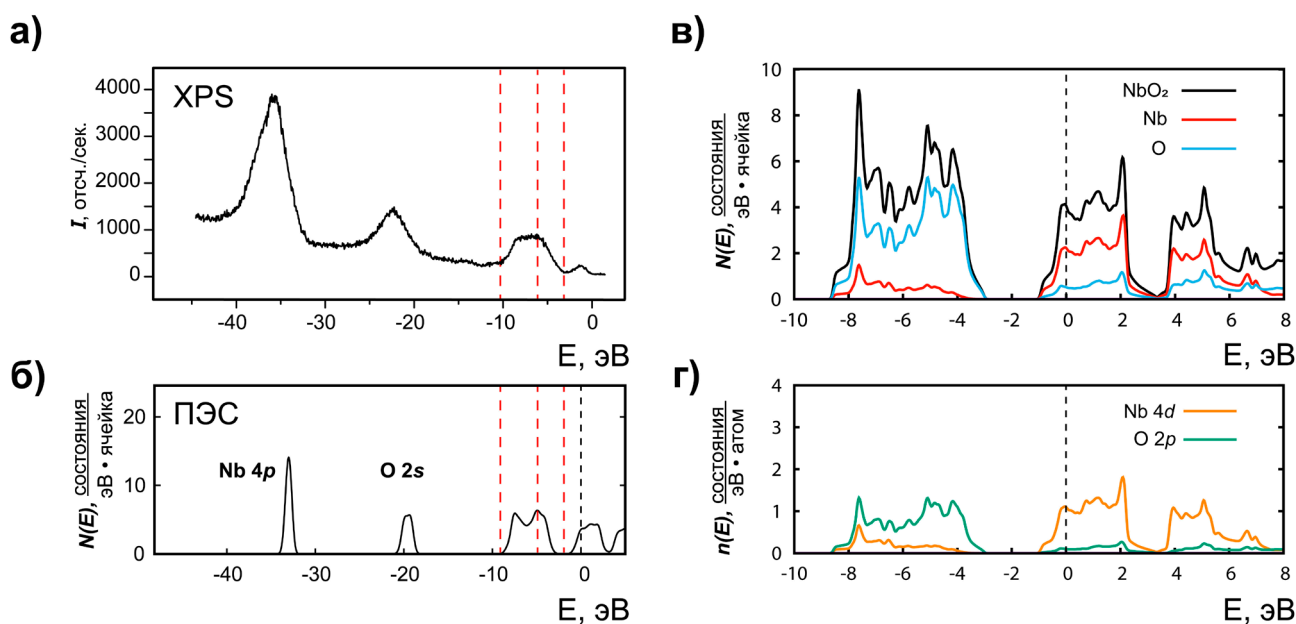 а)
XPS
I, отсч./сек.
4000
3000
2000
1000
0
-40
-30
-20
-10
0
E, эВ
б)
ПЭС
N(E), состояния
эВ • ячейка
20
10
0
Nb 4p
O 2s
-40
-30
-20
-10
0
E, эВ
в)
N(E), состояния
эВ • ячейка
10
8
6
4
2
0
NbO₂
Nb
O
-10
-8
-6
-4
-2
0
2
4
6
8
E, эВ
г)
n(E), состояния
эВ • атом
4
3
2
1
0
Nb 4d
O 2p
-10
-8
-6
-4
-2
0
2
4
6
8
E, эВ